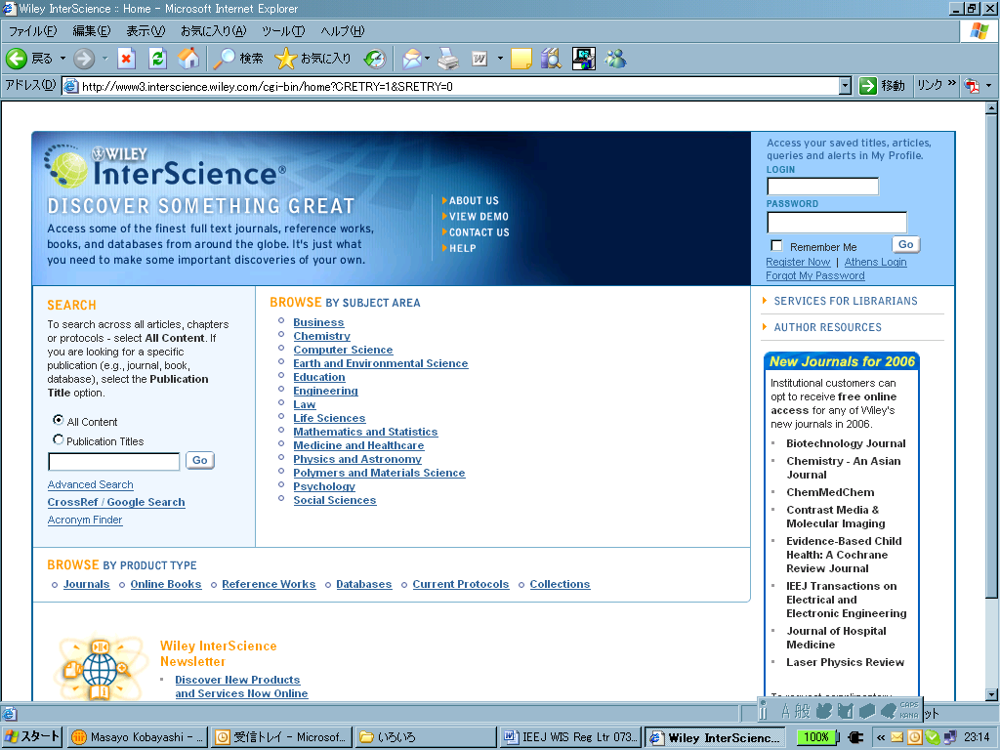 Wiley InterScience :: Home - Microsoft Internet Explorer
ファイル(F) 編集(E) 表示(V) お気に入り(A) ツール(T) ヘルプ(H)
戻る 検索 お気に入り
アドレス(D) http://www3.interscience.wiley.com/cgi-bin/home?CRETRY=1&SRETRY=0 移動 リンク »
WILEY
InterScience®
DISCOVER SOMETHING GREAT
Access some of the finest full text journals, reference works,
books, and databases from around the globe. It's just what
you need to make some important discoveries of your own.
ABOUT US
VIEW DEMO
CONTACT US
HELP
Access your saved titles, articles,
queries and alerts in My Profile.
LOGIN
PASSWORD
Remember Me Go
Register Now | Athens Login
Forgot My Password
SEARCH
To search across all articles, chapters
or protocols - select All Content. If
you are looking for a specific
publication (e.g., journal, book,
database), select the Publication
Title option.
All Content
Publication Titles
Go
Advanced Search
CrossRef / Google Search
Acronym Finder
BROWSE BY SUBJECT AREA
Business
Chemistry
Computer Science
Earth and Environmental Science
Education
Engineering
Law
Life Sciences
Mathematics and Statistics
Medicine and Healthcare
Physics and Astronomy
Polymers and Materials Science
Psychology
Social Sciences
SERVICES FOR LIBRARIANS
AUTHOR RESOURCES
New Journals for 2006
Institutional customers can
opt to receive free online
access for any of Wiley's
new journals in 2006.
Biotechnology Journal
Chemistry - An Asian
Journal
ChemMedChem
Contrast Media &
Molecular Imaging
Evidence-Based Child
Health: A Cochrane
Review Journal
IEEJ Transactions on
Electrical and
Electronic Engineering
Journal of Hospital
Medicine
Laser Physics Review
BROWSE BY PRODUCT TYPE
Journals Online Books Reference Works Databases Current Protocols Collections
Wiley InterScience
Newsletter
Discover New Products
and Services Now Online
A 般 CAPS
KANA ット
スタート Masayo Kobayashi - ... 受信トレイ - Microsof... いろいろ IEEJ WIS Reg Ltr 073... Wiley InterScienc... 100% « 23:14